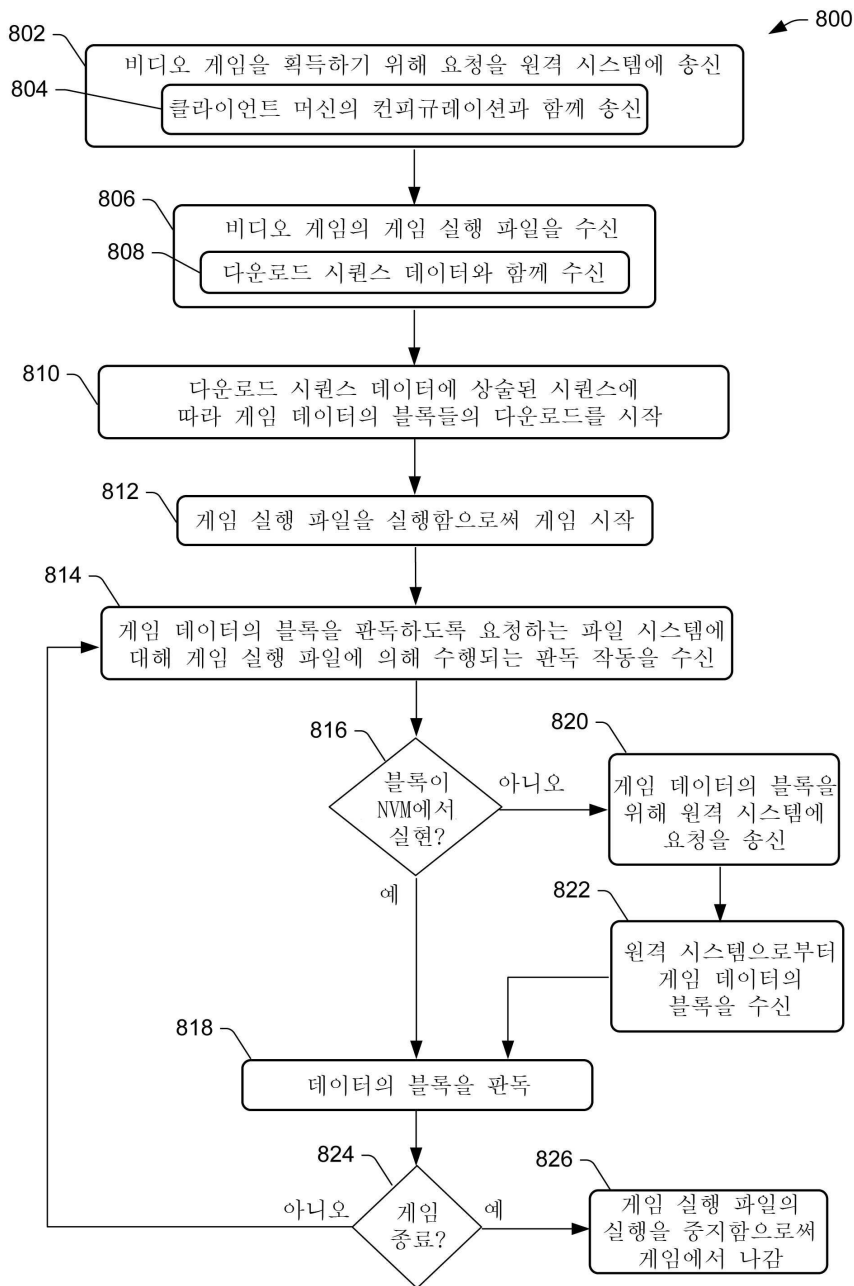 800
802
비디오 게임을 획득하기 위해 요청을 원격 시스템에 송신
804
클라이언트 머신의 컨피규레이션과 함께 송신
806
비디오 게임의 게임 실행 파일을 수신
808
다운로드 시퀀스 데이터와 함께 수신
810
다운로드 시퀀스 데이터에 상술된 시퀀스에
따라 게임 데이터의 블록들의 다운로드를 시작
812
게임 실행 파일을 실행함으로써 게임 시작
814
게임 데이터의 블록을 판독하도록 요청하는 파일 시스템에
대해 게임 실행 파일에 의해 수행되는 판독 작동을 수신
816
블록이
NVM에서
실현?
아니오
예
820
게임 데이터의 블록을
위해 원격 시스템에
요청을 송신
822
원격 시스템으로부터
게임 데이터의
블록을 수신
818
데이터의 블록을 판독
824
게임
종료?
아니오
예
826
게임 실행 파일의
실행을 중지함으로써
게임에서 나감